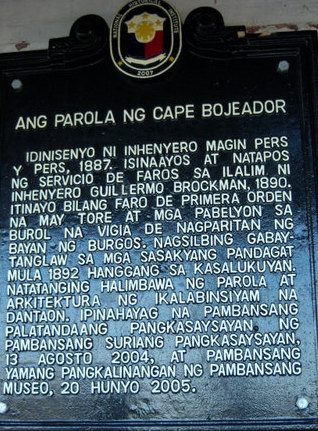 NATIONAL HISTORICAL INSTITUTE
2007
ANG PAROLA NG CAPE BOJEADOR
IDINISENYO NI INHENYERO MAGIN PERS
Y PERS, 1887. ISINAAYOS AT NATAPOS
NG SERVICIO DE FAROS SA ILALIM NI
INHENYERO GUILLERMO BROCKMAN, 1890.
ITINAYO BILANG FARO DE PRIMERA ORDEN
NA MAY TORE AT MGA PABELYON SA
BUROL NA VIGIA DE NAGPARITAN NG
BAYAN NG BURGOS. NAGSILBING GABAY-
TANGLAW SA MGA SASAKYANG PANDAGAT
MULA 1892 HANGGANG SA KASALUKUYAN.
NATATANGING HALIMBAWA NG PAROLA AT
ARKITEKTURA NG IKALABINSIYAM NA
DANTAON. IPINAHAYAG NA PAMBANSANG
PALATANDAANG PANGKASAYSAYAN NG
PAMBANSANG SURIANG PANGKASAYSAYAN,
13 AGOSTO 2004, AT PAMBANSANG
YAMANG PANGKALINANGAN NG PAMBANSANG
MUSEO, 20 HUNYO 2005.